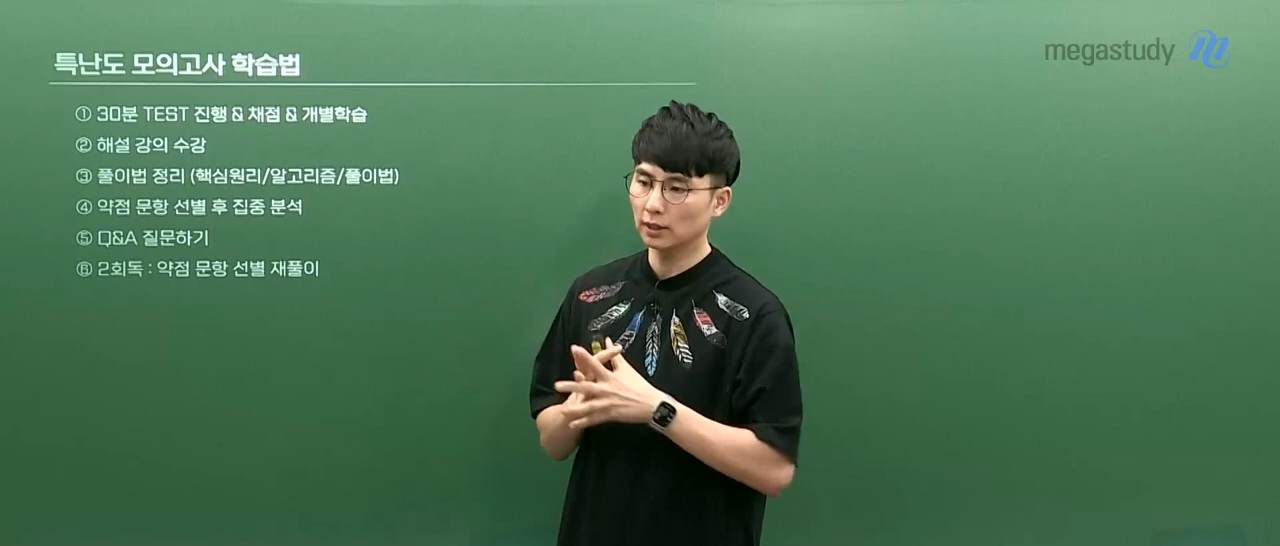 특난도 모의고사 학습법
megastudy
① 30분 TEST 진행 & 채점 & 개별학습
② 해설 강의 수강
③ 풀이법 정리 (핵심원리/알고리즘/풀이법)
④ 약점 문항 선별 후 집중 분석
⑤ Q&A 질문하기
⑥ 2회독 : 약점 문항 선별 재풀이